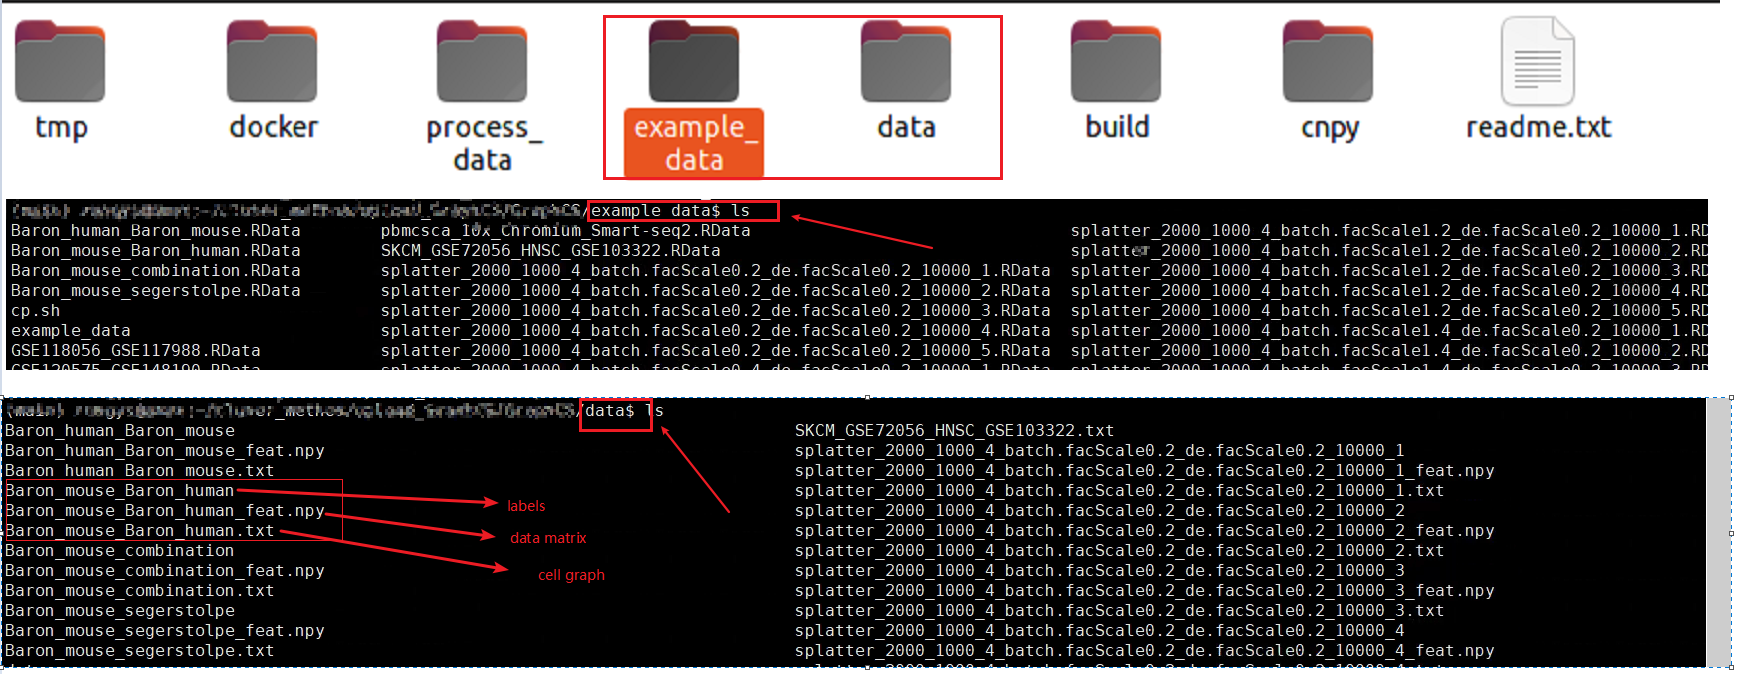 tmp
docker
process_
data
example_
data
data
build
cnpy
readme.txt
example_data$ ls
Baron_human_Baron_mouse.RData pbmcsca_10x_Chromium_Smart-seq2.RData splatter_2000_1000_4_batch.facScale1.2_de.facScale0.2_10000_1.RD
Baron_mouse_Baron_human.RData SKCM_GSE72056_HNSC_GSE103322.RData splatter_2000_1000_4_batch.facScale1.2_de.facScale0.2_10000_2.RD
Baron_mouse_combination.RData splatter_2000_1000_4_batch.facScale0.2_de.facScale0.2_10000_1.RData splatter_2000_1000_4_batch.facScale1.2_de.facScale0.2_10000_3.RD
Baron_mouse_segerstolpe.RData splatter_2000_1000_4_batch.facScale0.2_de.facScale0.2_10000_2.RData splatter_2000_1000_4_batch.facScale1.2_de.facScale0.2_10000_4.RD
cp.sh splatter_2000_1000_4_batch.facScale0.2_de.facScale0.2_10000_3.RData splatter_2000_1000_4_batch.facScale1.2_de.facScale0.2_10000_5.RD
example_data splatter_2000_1000_4_batch.facScale0.2_de.facScale0.2_10000_4.RData splatter_2000_1000_4_batch.facScale1.4_de.facScale0.2_10000_1.RD
GSE118056_GSE117988.RData splatter_2000_1000_4_batch.facScale0.2_de.facScale0.2_10000_5.RData splatter_2000_1000_4_batch.facScale1.4_de.facScale0.2_10000_2.RD
/data$ ls
Baron_human_Baron_mouse SKCM_GSE72056_HNSC_GSE103322.txt
Baron_human_Baron_mouse_feat.npy splatter_2000_1000_4_batch.facScale0.2_de.facScale0.2_10000_1
Baron_human_Baron_mouse.txt splatter_2000_1000_4_batch.facScale0.2_de.facScale0.2_10000_1_feat.npy
Baron_mouse_Baron_human labels splatter_2000_1000_4_batch.facScale0.2_de.facScale0.2_10000_1.txt
Baron_mouse_Baron_human_feat.npy data matrix splatter_2000_1000_4_batch.facScale0.2_de.facScale0.2_10000_2
Baron_mouse_Baron_human.txt cell graph splatter_2000_1000_4_batch.facScale0.2_de.facScale0.2_10000_2_feat.npy
Baron_mouse_combination splatter_2000_1000_4_batch.facScale0.2_de.facScale0.2_10000_2.txt
Baron_mouse_combination_feat.npy splatter_2000_1000_4_batch.facScale0.2_de.facScale0.2_10000_3
Baron_mouse_combination.txt splatter_2000_1000_4_batch.facScale0.2_de.facScale0.2_10000_3_feat.npy
Baron_mouse_segerstolpe splatter_2000_1000_4_batch.facScale0.2_de.facScale0.2_10000_3.txt
Baron_mouse_segerstolpe_feat.npy splatter_2000_1000_4_batch.facScale0.2_de.facScale0.2_10000_4
Baron_mouse_segerstolpe.txt splatter_2000_1000_4_batch.facScale0.2_de.facScale0.2_10000_4_feat.npy